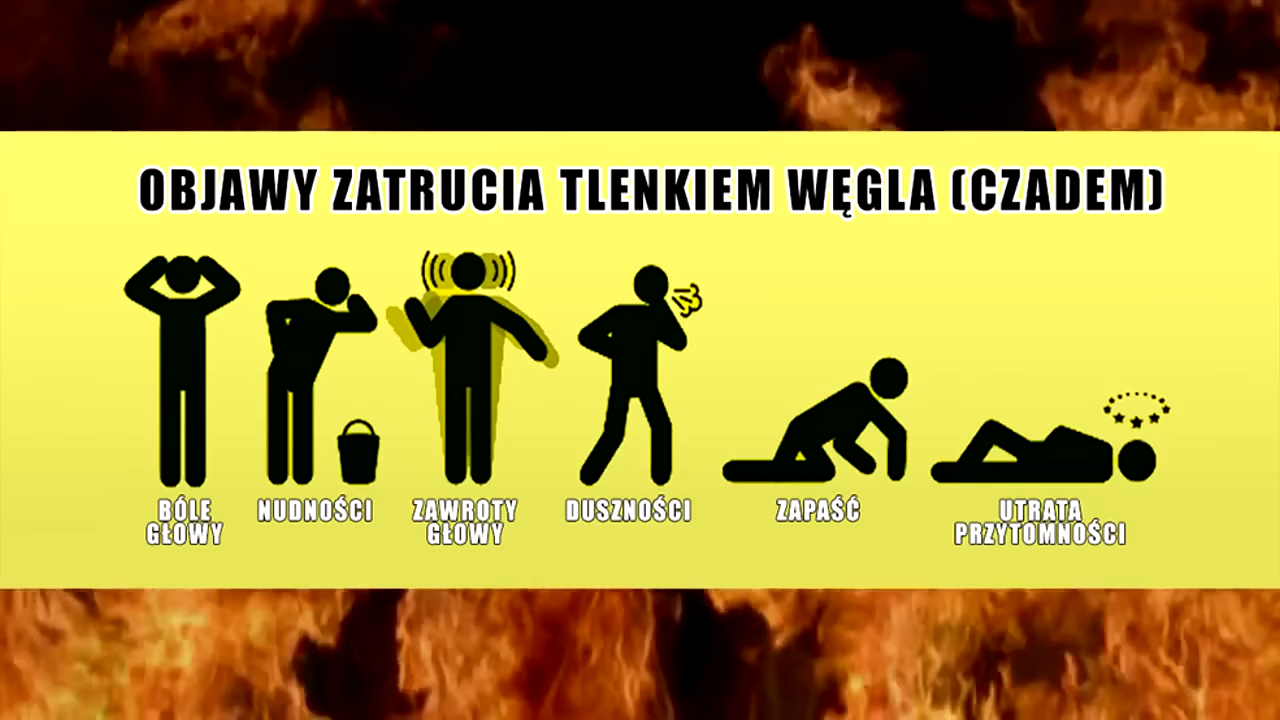 OBJAWY ZATRUCIA TLENKIEM WĘGLA (CZADEM)
BÓLE
GŁOWY
NUDNOŚCI
ZAWROTY
GŁOWY
DUSZNOŚCI
ZAPAŚĆ
UTRATA
PRZYTOMNOŚCI